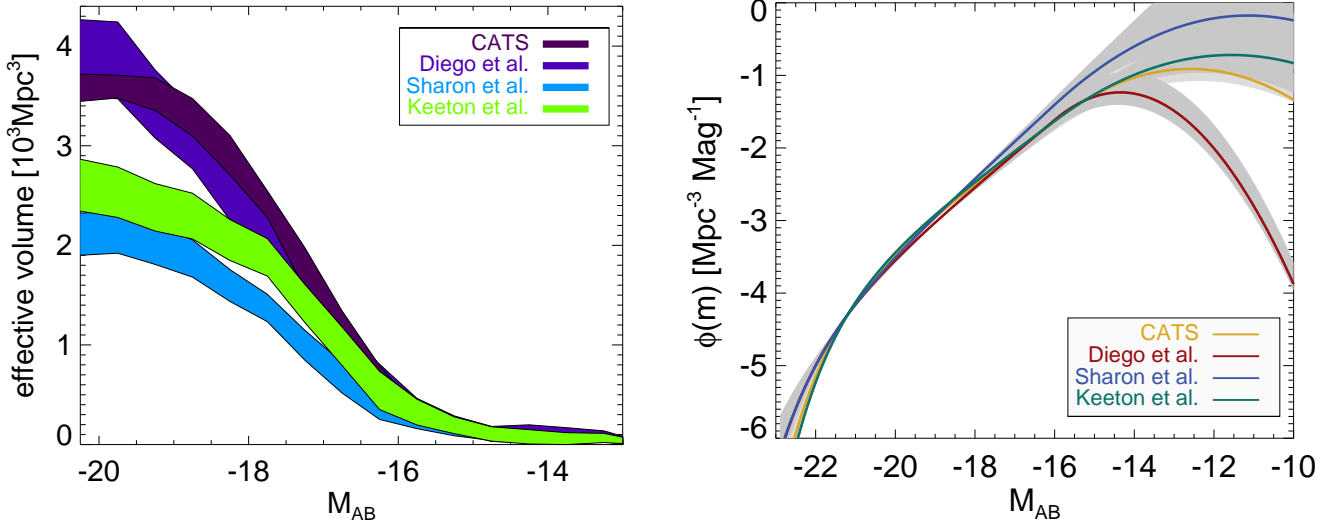 effective volume [10³Mpc³]
4
3
2
1
0
CATS
Diego et al.
Sharon et al.
Keeton et al.
-20 -18 -16 -14
M_AB
ϕ(m) [Mpc⁻³ Mag⁻¹]
-0
-1
-2
-3
-4
-5
-6
CATS
Diego et al.
Sharon et al.
Keeton et al.
-22 -20 -18 -16 -14 -12 -10
M_AB